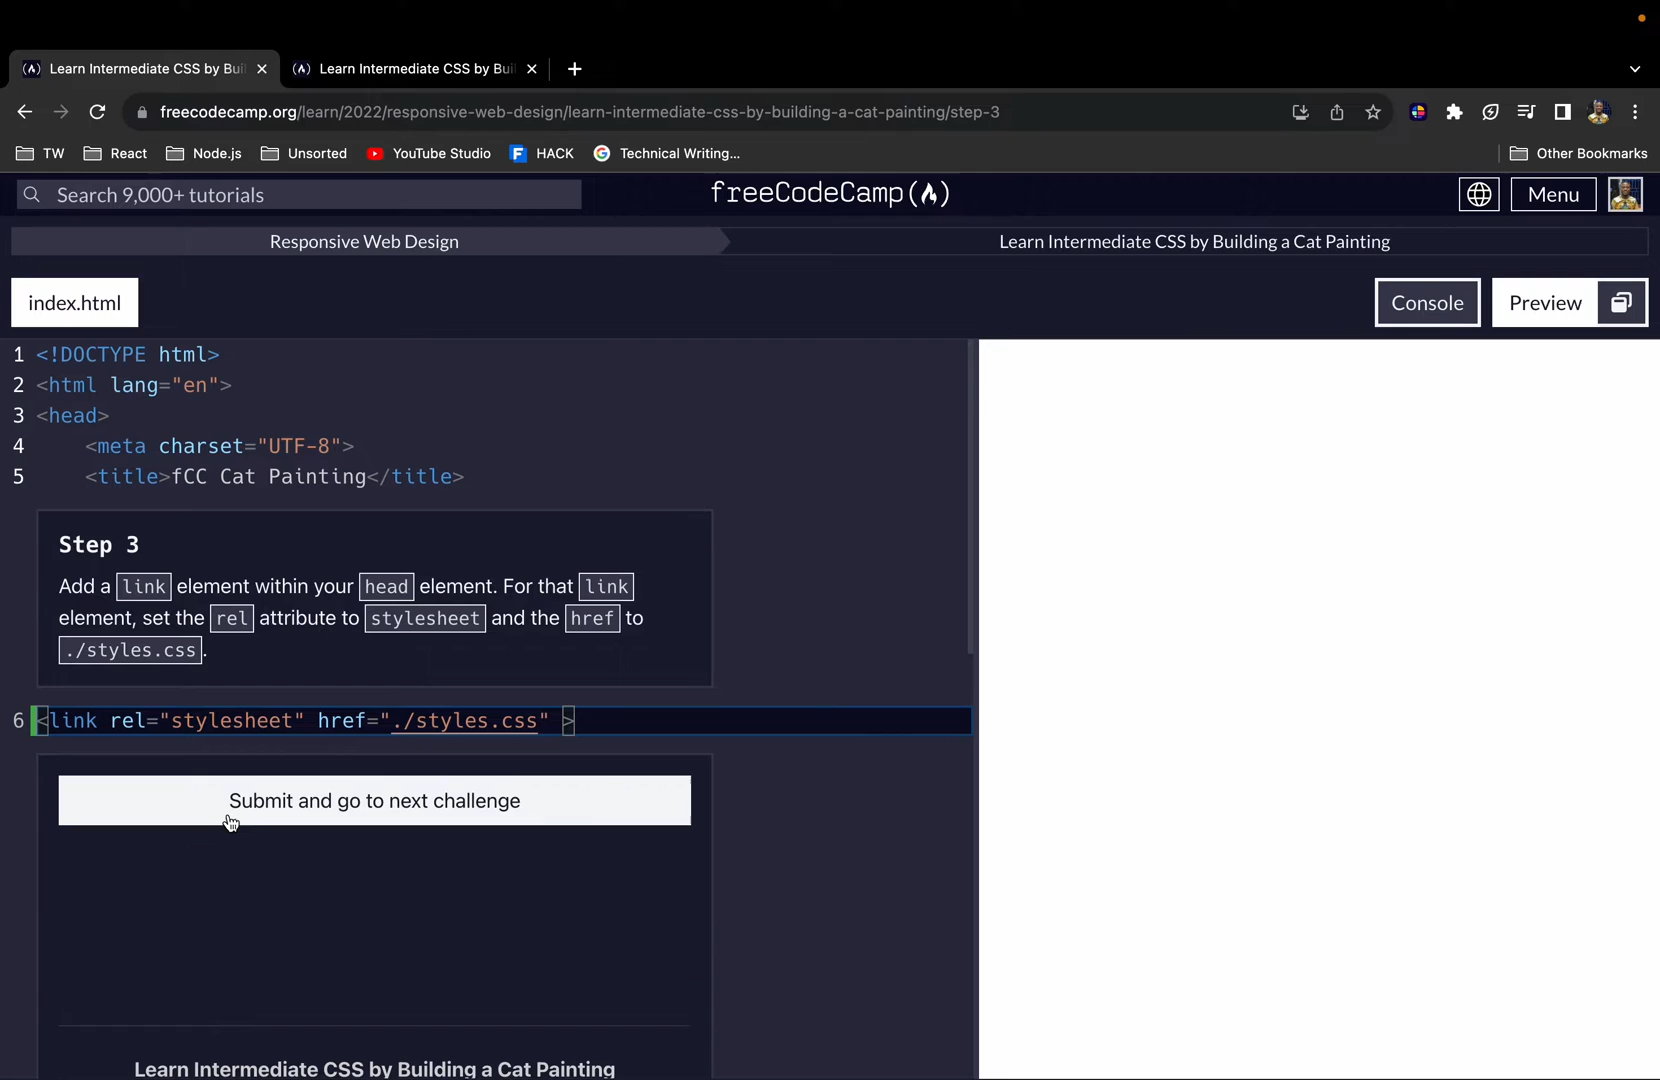 Learn Intermediate CSS by Bui
Learn Intermediate CSS by Bui
freecodecamp.org/learn/2022/responsive-web-design/learn-intermediate-css-by-building-a-cat-painting/step-3
TW
React
Node.js
Unsorted
YouTube Studio
HACK
Technical Writing...
Other Bookmarks
Search 9,000+ tutorials
freeCodeCamp
Menu
Responsive Web Design
Learn Intermediate CSS by Building a Cat Painting
index.html
Console
Preview
1 <!DOCTYPE html>
2 <html lang="en">
3 <head>
4 <meta charset="UTF-8">
5 <title>fCC Cat Painting</title>
Step 3
Add a link element within your head element. For that link
element, set the rel attribute to stylesheet and the href to
./styles.css.
6 <link rel="stylesheet" href="./styles.css" >
Submit and go to next challenge
Learn Intermediate CSS by Building a Cat Painting